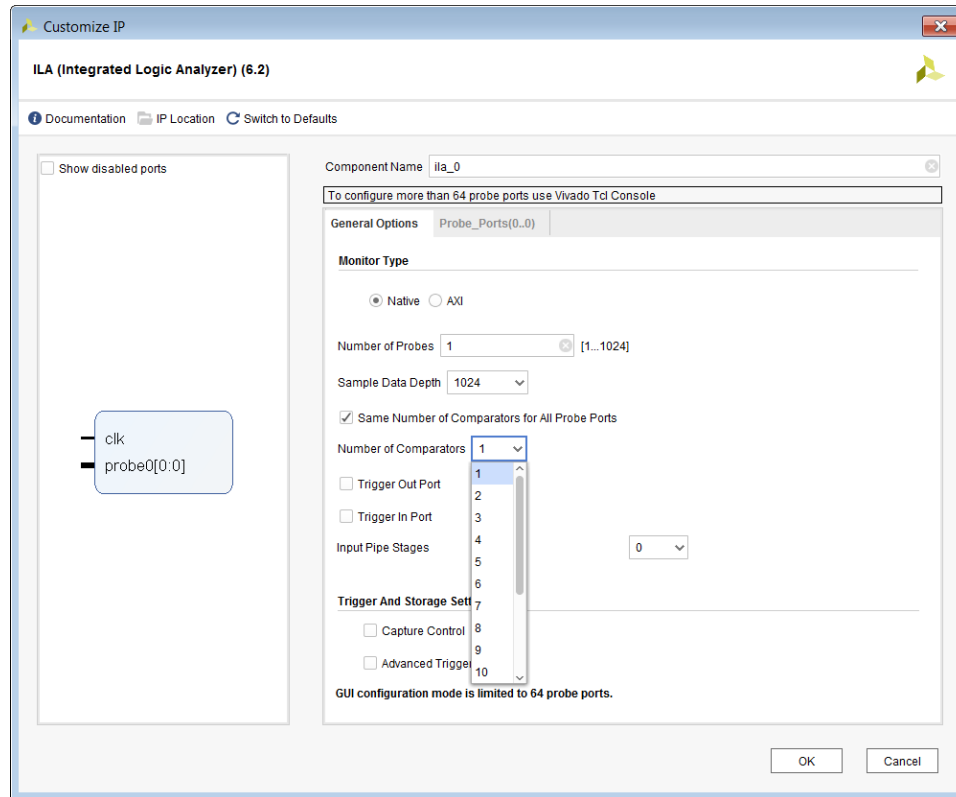 Customize IP
ILA (Integrated Logic Analyzer) (6.2)
Documentation IP Location Switch to Defaults
Show disabled ports
clk
probe0[0:0]
Component Name ila_0
To configure more than 64 probe ports use Vivado Tcl Console
General Options Probe_Ports(0..0)
Monitor Type
Native AXI
Number of Probes 1 [1...1024]
Sample Data Depth 1024
Same Number of Comparators for All Probe Ports
Number of Comparators 1
1
2
3
4
5
6
7
8
9
10
Trigger Out Port
Trigger In Port
Input Pipe Stages 0
Trigger And Storage Sett
Capture Control
Advanced Trigger
GUI configuration mode is limited to 64 probe ports.
OK Cancel